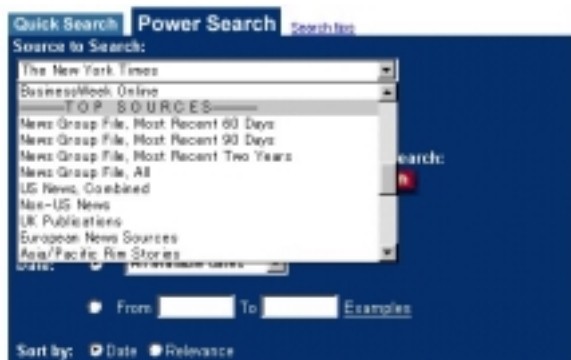 Quick Search Power Search Search tips
Source to Search:
The New York Times
BusinessWeek Online
TOP SOURCES
News Group File, Most Recent 60 Days
News Group File, Most Recent 90 Days
News Group File, Most Recent Two Years
News Group File, All
US News, Combined
Non-US News
UK Publications
European News Sources
Asia/Pacific Rim Stories
earch:
Date:
From To Examples
Sort by: Date Relevance